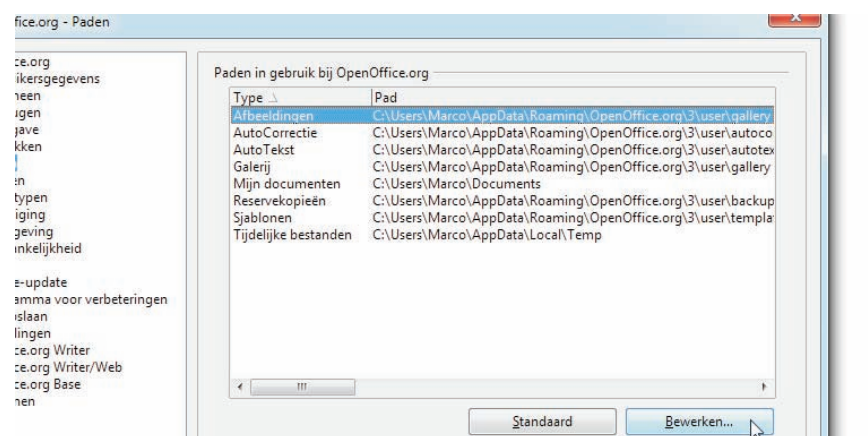 fice.org - Paden
ce.org
ikersgegevens
neen
ugen
gave
kken
en
typen
iging
geving
ankelijkheid
e-update
amma voor verbeteringen
oslaan
lingen
ce.org Writer
ce.org Writer/Web
ce.org Base
nen
Paden in gebruik bij OpenOffice.org
Type Pad
Afbeeldingen C:\Users\Marco\AppData\Roaming\OpenOffice.org\3\user\gallery
AutoCorrectie C:\Users\Marco\AppData\Roaming\OpenOffice.org\3\user\autoco
AutoTekst C:\Users\Marco\AppData\Roaming\OpenOffice.org\3\user\autotex
Galerij C:\Users\Marco\AppData\Roaming\OpenOffice.org\3\user\gallery
Mijn documenten C:\Users\Marco\Documents
Reservekopieën C:\Users\Marco\AppData\Roaming\OpenOffice.org\3\user\backup
Sjablonen C:\Users\Marco\AppData\Roaming\OpenOffice.org\3\user\templa
Tijdelijke bestanden C:\Users\Marco\AppData\Local\Temp
Standaard Bewerken...